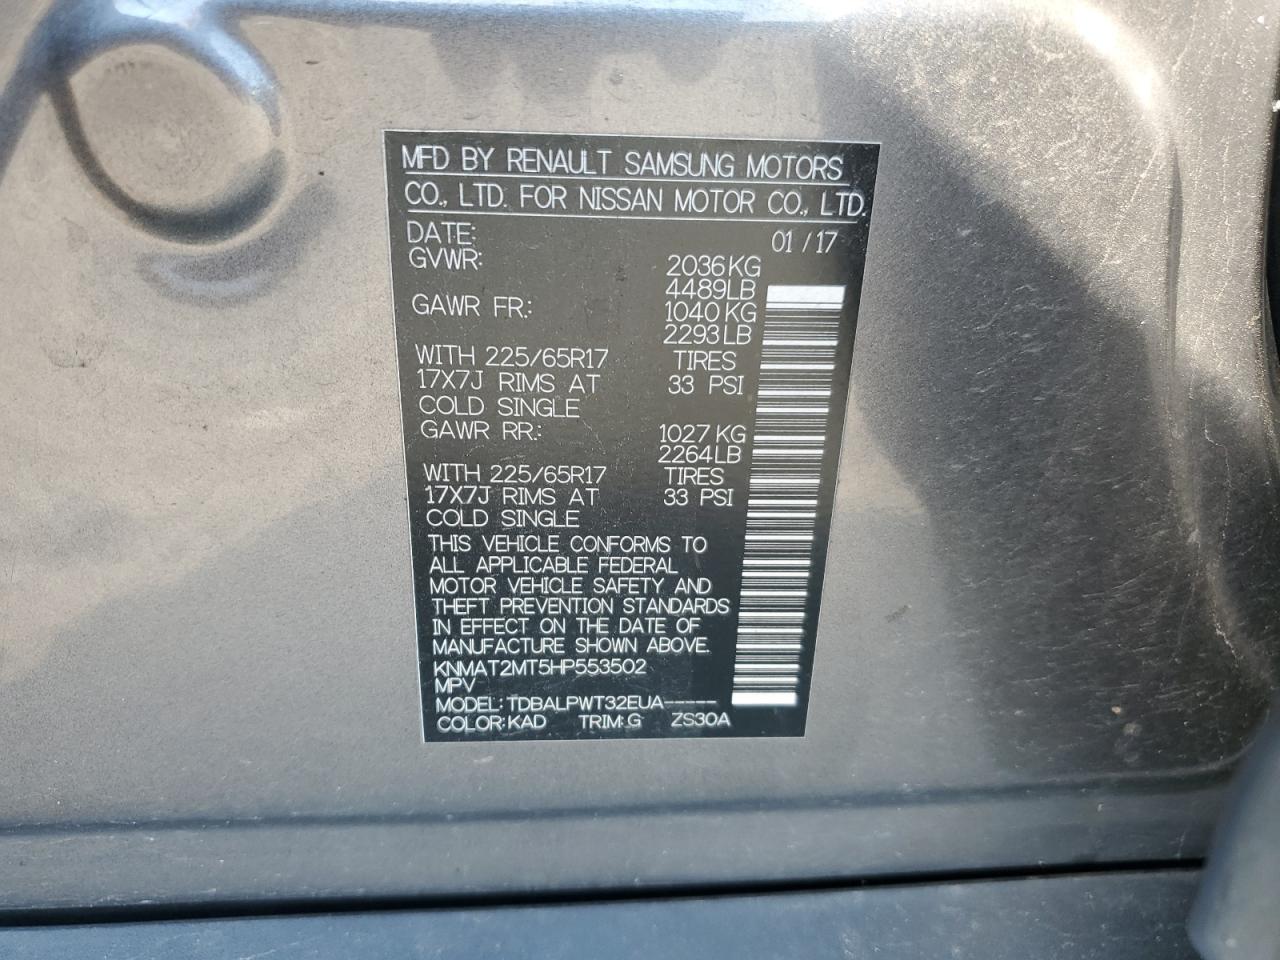 MFD BY RENAULT SAMSUNG MOTORS
CO., LTD. FOR NISSAN MOTOR CO., LTD.
DATE: 01 / 17
GVWR: 2036KG
4489LB
GAWR FR: 1040KG
2293LB
WITH 225/65R17 TIRES
17X7J RIMS AT 33 PSI
COLD SINGLE
GAWR RR: 1027KG
2264LB
WITH 225/65R17 TIRES
17X7J RIMS AT 33 PSI
COLD SINGLE
THIS VEHICLE CONFORMS TO
ALL APPLICABLE FEDERAL
MOTOR VEHICLE SAFETY AND
THEFT PREVENTION STANDARDS
IN EFFECT ON THE DATE OF
MANUFACTURE SHOWN ABOVE.
KNMAT2MT5HP553502
MPV
MODEL: TDBALPWT32EUA-----
COLOR: KAD TRIM: G ZS30A